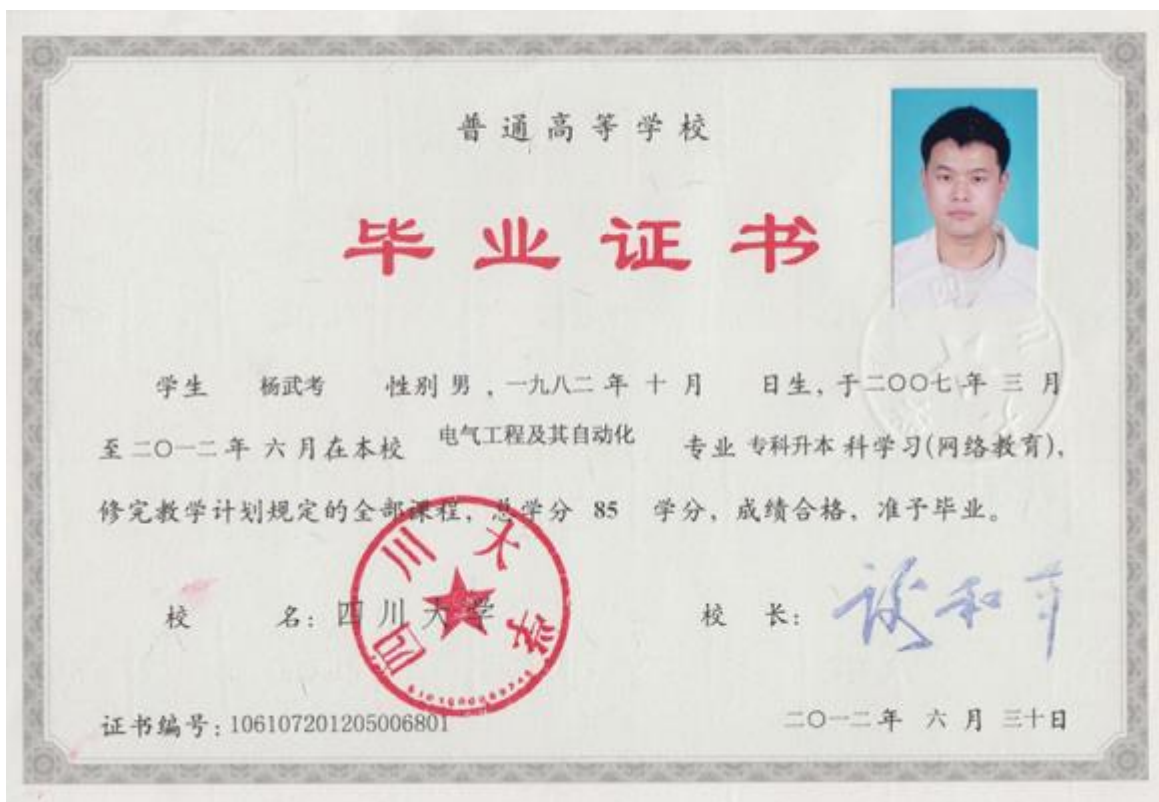 普通高等学校
毕业证书
学生 杨武考 性别 男 ，一九八二 年 十 月 日生，于二〇〇七年 三 月
至二〇一二年 六 月在本校 电气工程及其自动化 专业 专科升本 科学习(网络教育)，
修完教学计划规定的全部课程，总学分 85 学分，成绩合格，准予毕业。
校 名：四川大学 校 长：
四川大学
证书编号：106107201205006801 二〇一二年 六 月 三十日